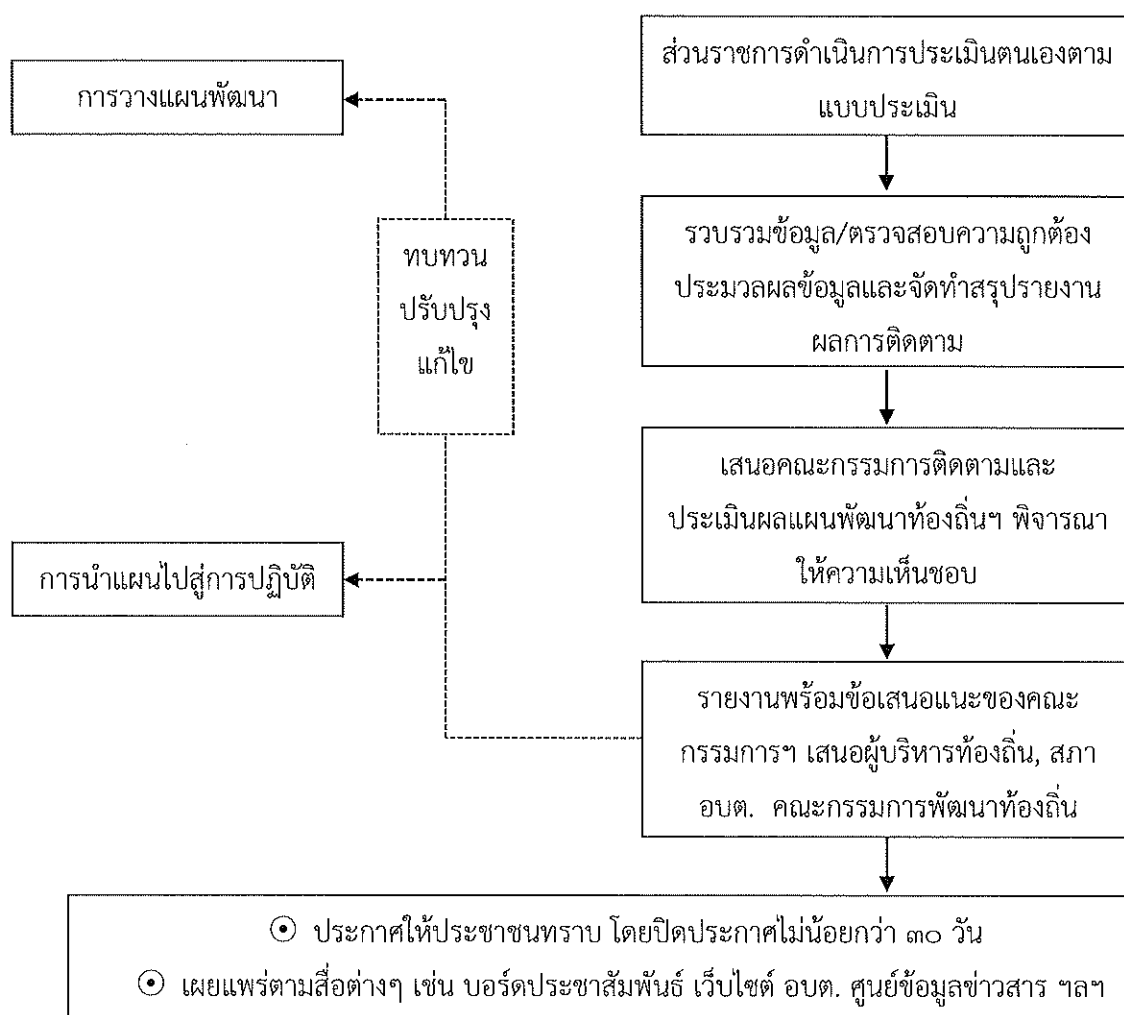 ส่วนราชการดำเนินการประเมินตนเองตาม
แบบประเมิน
การวางแผนพัฒนา
รวบรวมข้อมูล/ตรวจสอบความถูกต้อง
ประมวลผลข้อมูลและจัดทำสรุปรายงาน
ผลการติดตาม
ทบทวน
ปรับปรุง
แก้ไข
เสนอคณะกรรมการติดตามและ
ประเมินผลแผนพัฒนาท้องถิ่นฯ พิจารณา
ให้ความเห็นชอบ
การนำแผนไปสู่การปฏิบัติ
รายงานพร้อมข้อเสนอแนะของคณะ
กรรมการฯ เสนอผู้บริหารท้องถิ่น, สภา
อบต. คณะกรรมการพัฒนาท้องถิ่น
ประกาศให้ประชาชนทราบ โดยปิดประกาศไม่น้อยกว่า ๓๐ วัน
เผยแพร่ตามสื่อต่างๆ เช่น บอร์ดประชาสัมพันธ์ เว็บไซต์ อบต. ศูนย์ข้อมูลข่าวสาร ฯลฯ